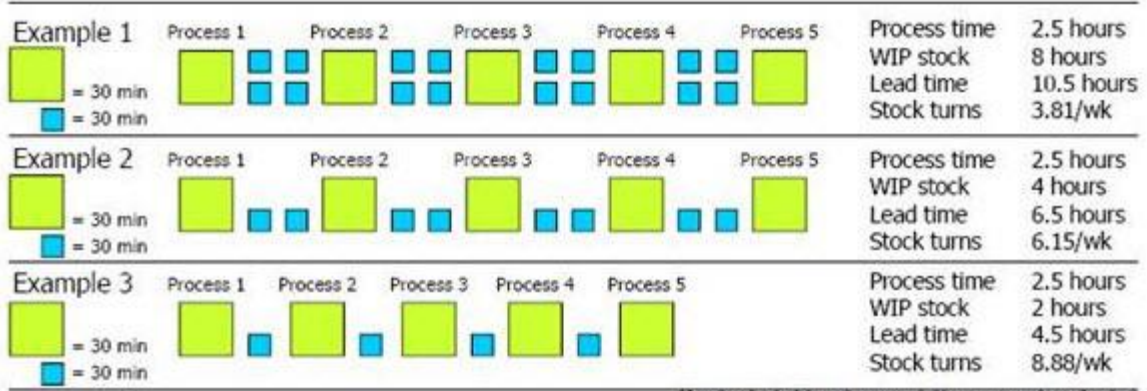 Example 1
Process 1 Process 2 Process 3 Process 4 Process 5
= 30 min
= 30 min
Process time 2.5 hours
WIP stock 8 hours
Lead time 10.5 hours
Stock turns 3.81/wk
Example 2
Process 1 Process 2 Process 3 Process 4 Process 5
= 30 min
= 30 min
Process time 2.5 hours
WIP stock 4 hours
Lead time 6.5 hours
Stock turns 6.15/wk
Example 3
Process 1 Process 2 Process 3 Process 4 Process 5
= 30 min
= 30 min
Process time 2.5 hours
WIP stock 2 hours
Lead time 4.5 hours
Stock turns 8.88/wk